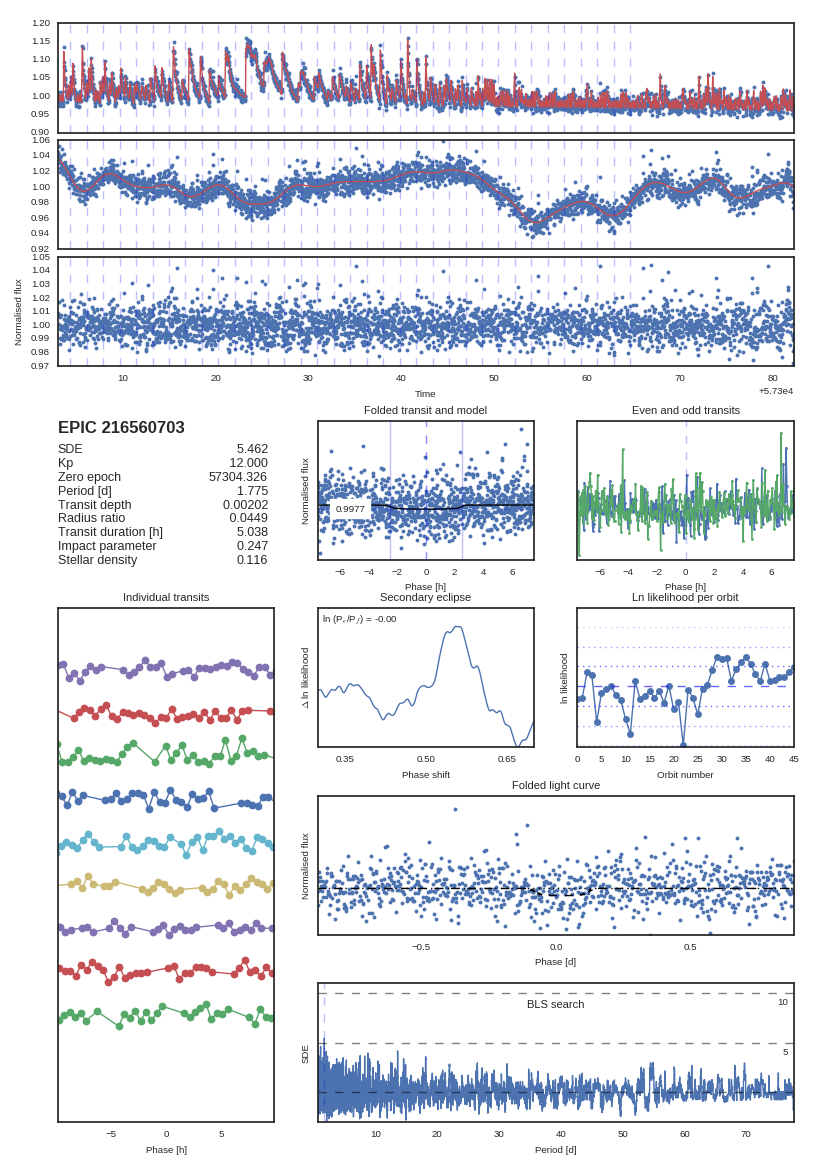 1.20
1.15
1.10
1.05
1.00
0.95
0.90
1.06
1.04
1.02
1.00
0.98
0.96
0.94
0.92
1.05
1.04
1.03
1.02
1.01
1.00
0.99
0.98
0.97
Normalised flux
10 20 30 40 50 60 70 80
Time
+5.73e4
EPIC 216560703
SDE 5.462
Kp 12.000
Zero epoch 57304.326
Period [d] 1.775
Transit depth 0.00202
Radius ratio 0.0449
Transit duration [h] 5.038
Impact parameter 0.247
Stellar density 0.116
Folded transit and model
Normalised flux
0.9977
−6 −4 −2 0 2 4 6
Phase [h]
Even and odd transits
−6 −4 −2 0 2 4 6
Phase [h]
Individual transits
−5 0 5
Phase [h]
Secondary eclipse
Δ ln likelihood
0.35 0.50 0.65
Phase shift
Ln likelihood per orbit
ln likelihood
0 5 10 15 20 25 30 35 40 45
Orbit number
Folded light curve
Normalised flux
−0.5 0.0 0.5
Phase [d]
BLS search
SDE
10
5
10 20 30 40 50 60 70
Period [d]